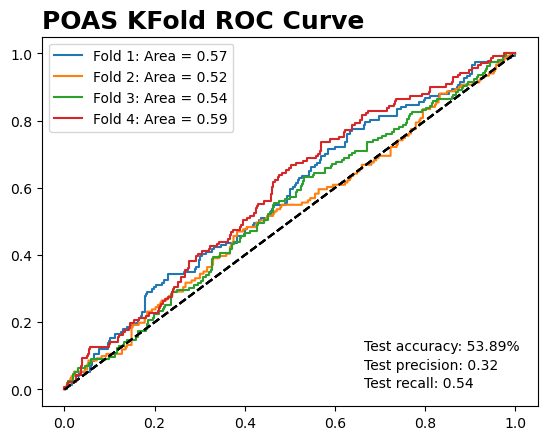 POAS KFold ROC Curve
1.0
0.8
0.6
0.4
0.2
0.0
Fold 1: Area = 0.57
Fold 2: Area = 0.52
Fold 3: Area = 0.54
Fold 4: Area = 0.59
Test accuracy: 53.89%
Test precision: 0.32
Test recall: 0.54
0.0 0.2 0.4 0.6 0.8 1.0